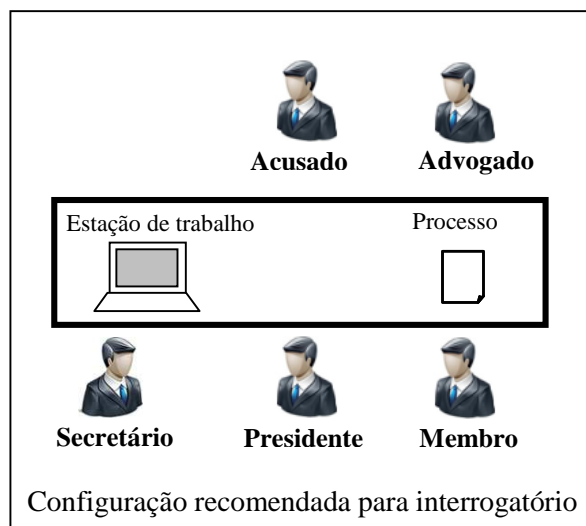 Acusado Advogado
Estação de trabalho Processo
Secretário Presidente Membro
Configuração recomendada para interrogatório